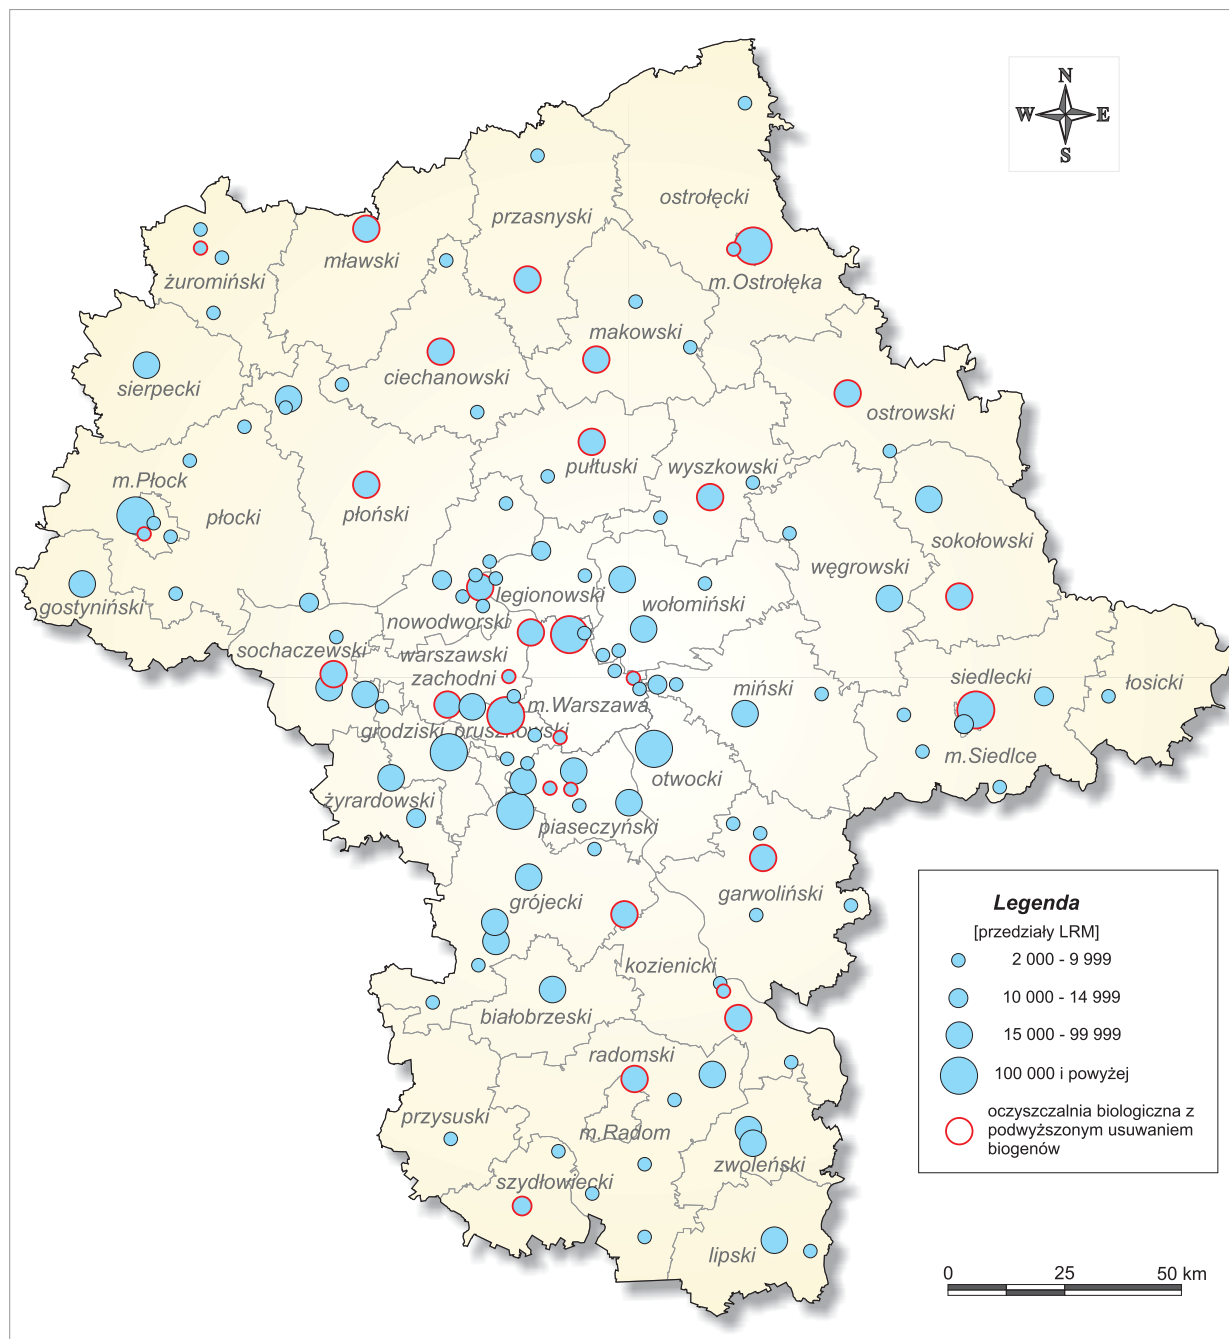 N
W E
S
ostrołęcki
przasnyski
mławski
żuromiński
m.Ostrołęka
makowski
ciechanowski
sierpecki
ostrowski
pułtuski
wyszkowski
m.Płock
płocki
płoński
sokołowski
węgrowski
gostyniński
legionowski
wołomiński
nowodworski
sochaczewski
warszawski
zachodni
siedlecki
łosicki
miński
m.Warszawa
grodziski
pruszkowski
m.Siedlce
otwocki
żyrardowski
piaseczyński
garwoliński
grójecki
kozienicki
białobrzeski
radomski
przysuski
m.Radom
zwoleński
szydłowiecki
lipski
Legenda
[przedziały LRM]
2 000 - 9 999
10 000 - 14 999
15 000 - 99 999
100 000 i powyżej
oczyszczalnia biologiczna z
podwyższonym usuwaniem
biogenów
0 25 50 km